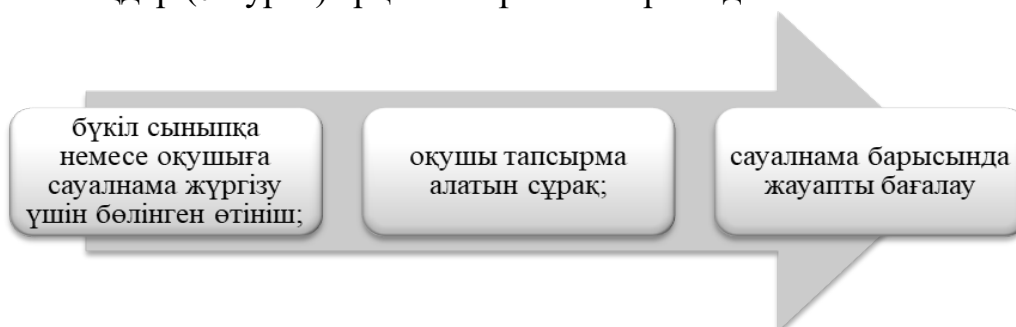 бүкіл сыныпқа
немесе оқушыға
сауалнама жүргізу
үшін бөлінген өтініш;
оқушы тапсырма
алатын сұрақ;
сауалнама барысында
жауапты бағалау